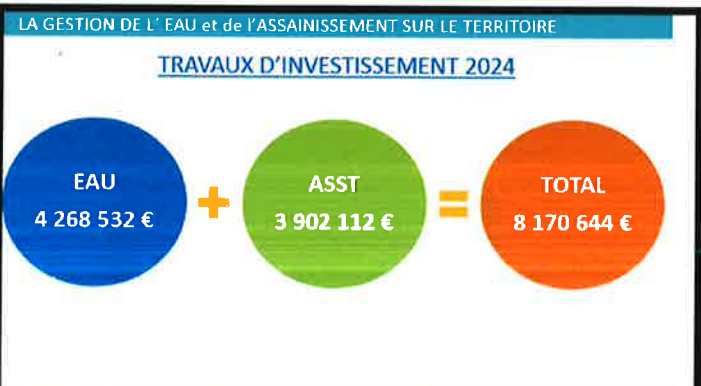 LA GESTION DE L' EAU et de l'ASSAINISSEMENT SUR LE TERRITOIRE
TRAVAUX D'INVESTISSEMENT 2024
EAU
4 268 532 €
+
ASST
3 902 112 €
=
TOTAL
8 170 644 €